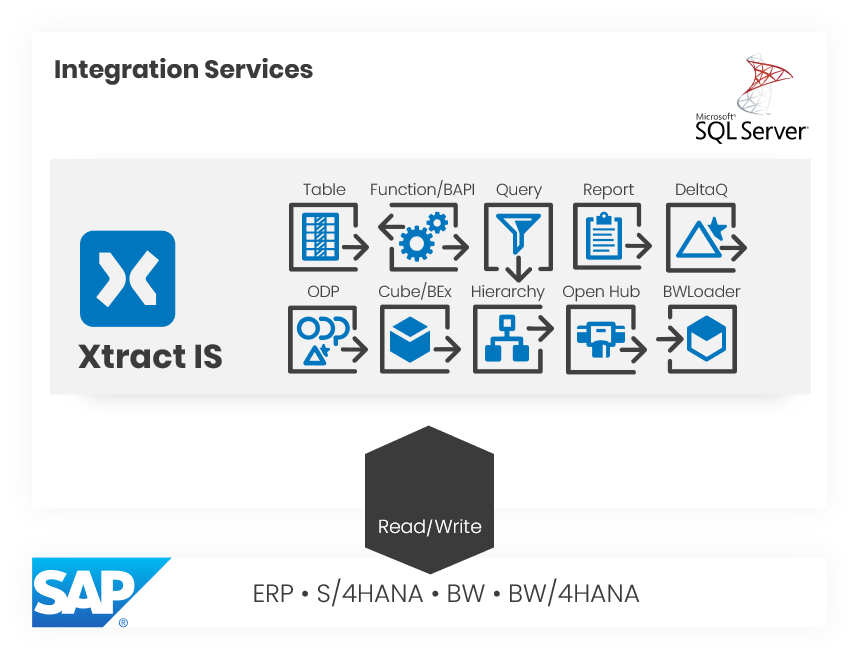 Integration Services
Microsoft®
SQL Server®
Table Function/BAPI Query Report DeltaQ
ODP Cube/BEx Hierarchy Open Hub BWLoader
Xtract IS
Read/Write
SAP®
ERP • S/4HANA • BW • BW/4HANA